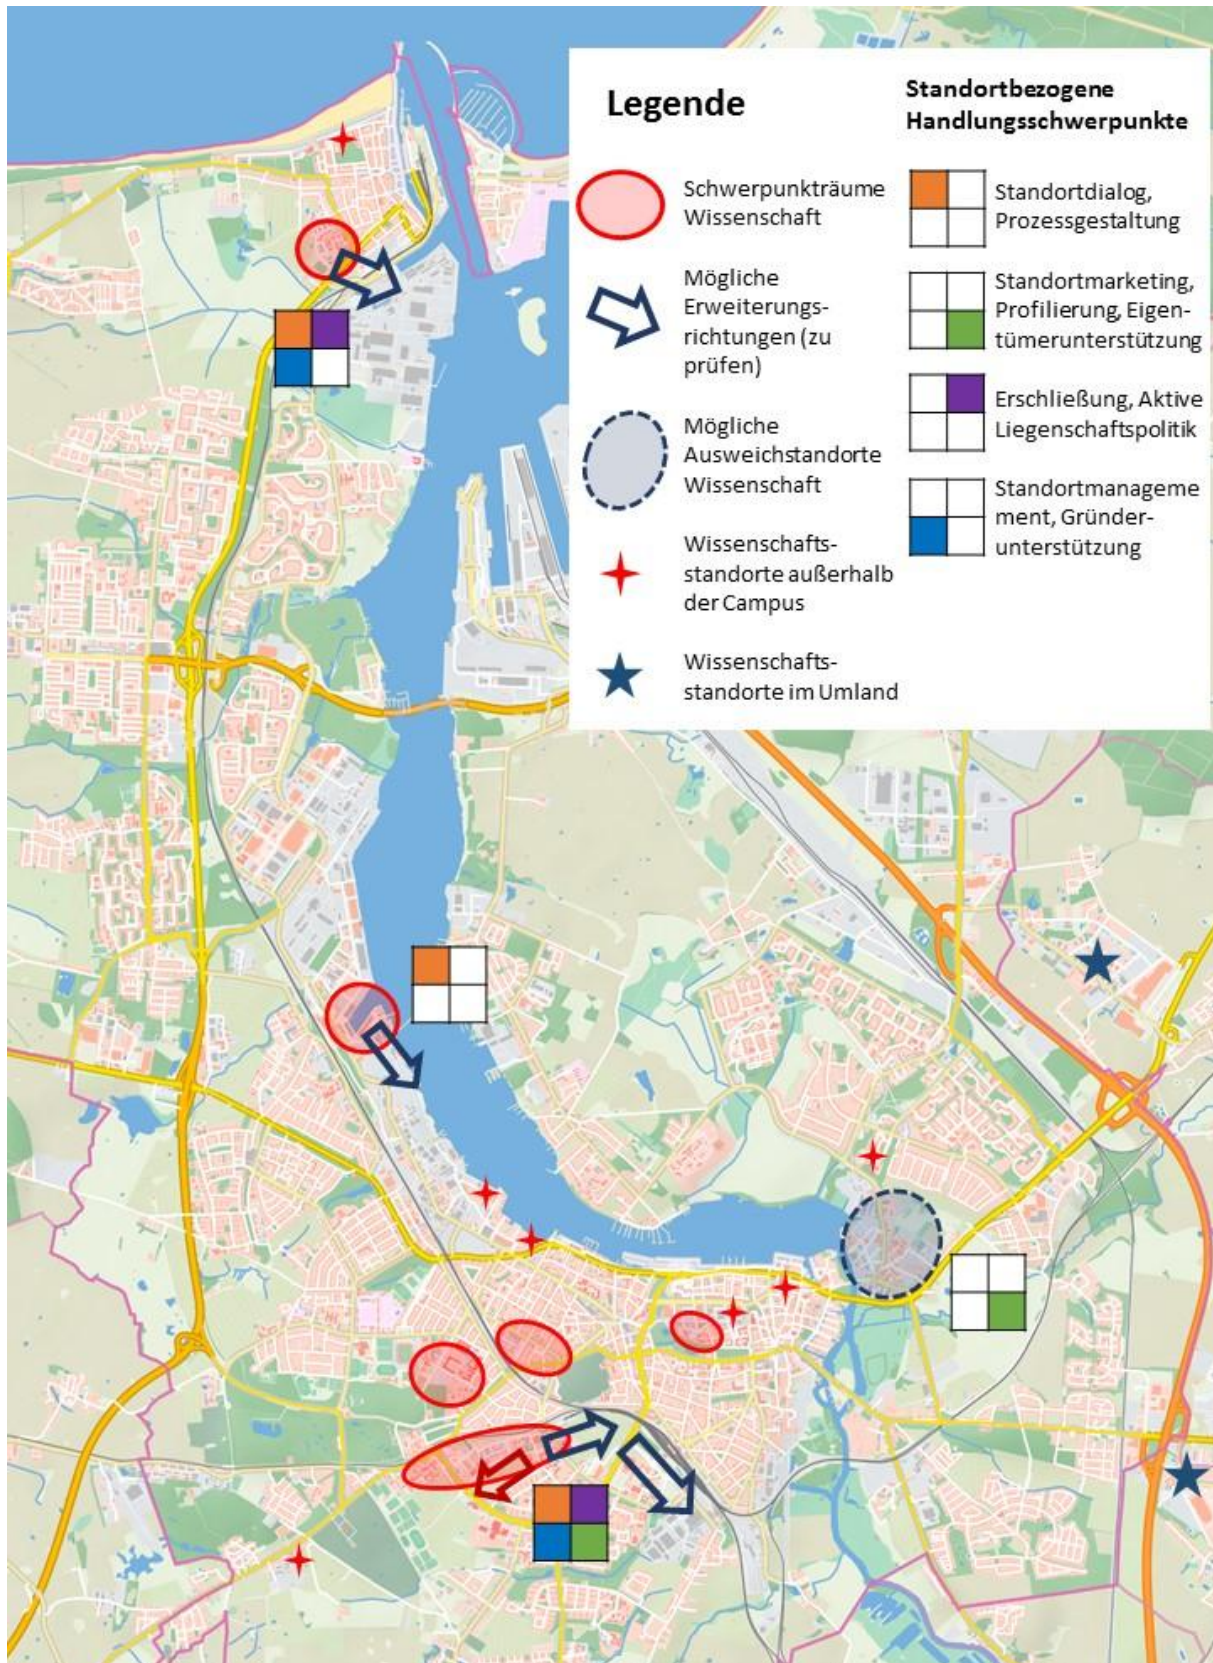 Legende
Schwerpunkträume
Wissenschaft
Mögliche
Erweiterungs-
richtungen (zu
prüfen)
Mögliche
Ausweichstandorte
Wissenschaft
Wissenschafts-
standorte außerhalb
der Campus
Wissenschafts-
standorte im Umland
Standortbezogene
Handlungsschwerpunkte
Standortdialog,
Prozessgestaltung
Standortmarketing,
Profilierung, Eigen-
tümerunterstützung
Erschließung, Aktive
Liegenschaftspolitik
Standortmanageme
ment, Gründer-
unterstützung